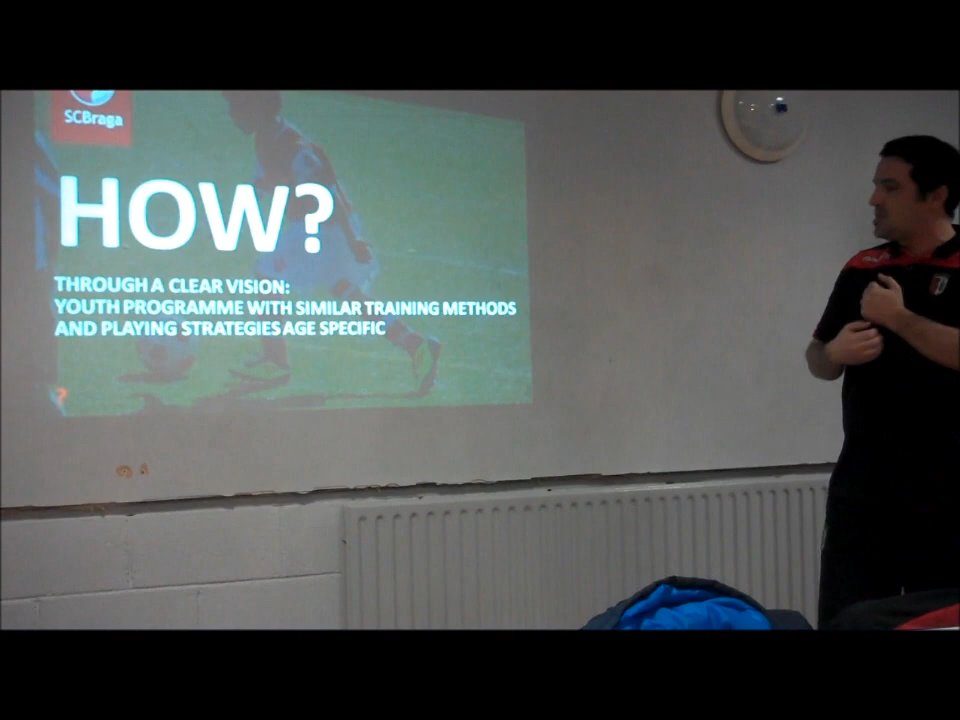 SCBraga
HOW?
THROUGH A CLEAR VISION:
YOUTH PROGRAMME WITH SIMILAR TRAINING METHODS
AND PLAYING STRATEGIES AGE SPECIFIC
?